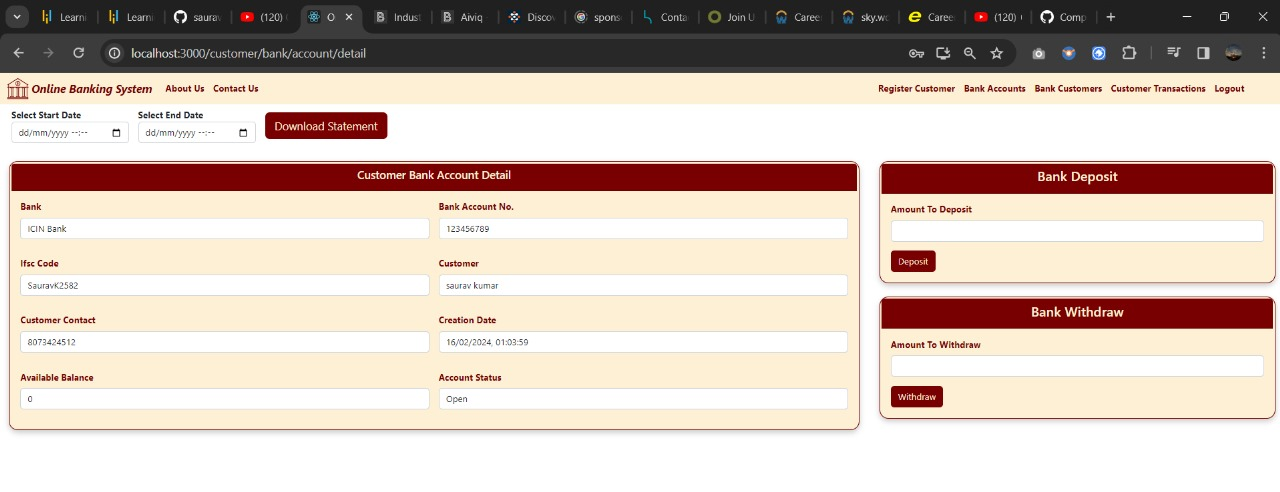 Learni
Learni
saurav
(120)
O
Indust
Aiviq
Discov
spons
Conta
Join U
Career
sky.wd
Career
(120)
Comp
localhost:3000/customer/bank/account/detail
Online Banking System About Us Contact Us Register Customer Bank Accounts Bank Customers Customer Transactions Logout
Select Start Date Select End Date
dd/mm/yyyy --:-- dd/mm/yyyy --:-- Download Statement
Customer Bank Account Detail
Bank Bank Account No.
ICIN Bank 123456789
Ifsc Code Customer
SauravK2582 saurav kumar
Customer Contact Creation Date
8073424512 16/02/2024, 01:03:59
Available Balance Account Status
0 Open
Bank Deposit
Amount To Deposit
Deposit
Bank Withdraw
Amount To Withdraw
Withdraw